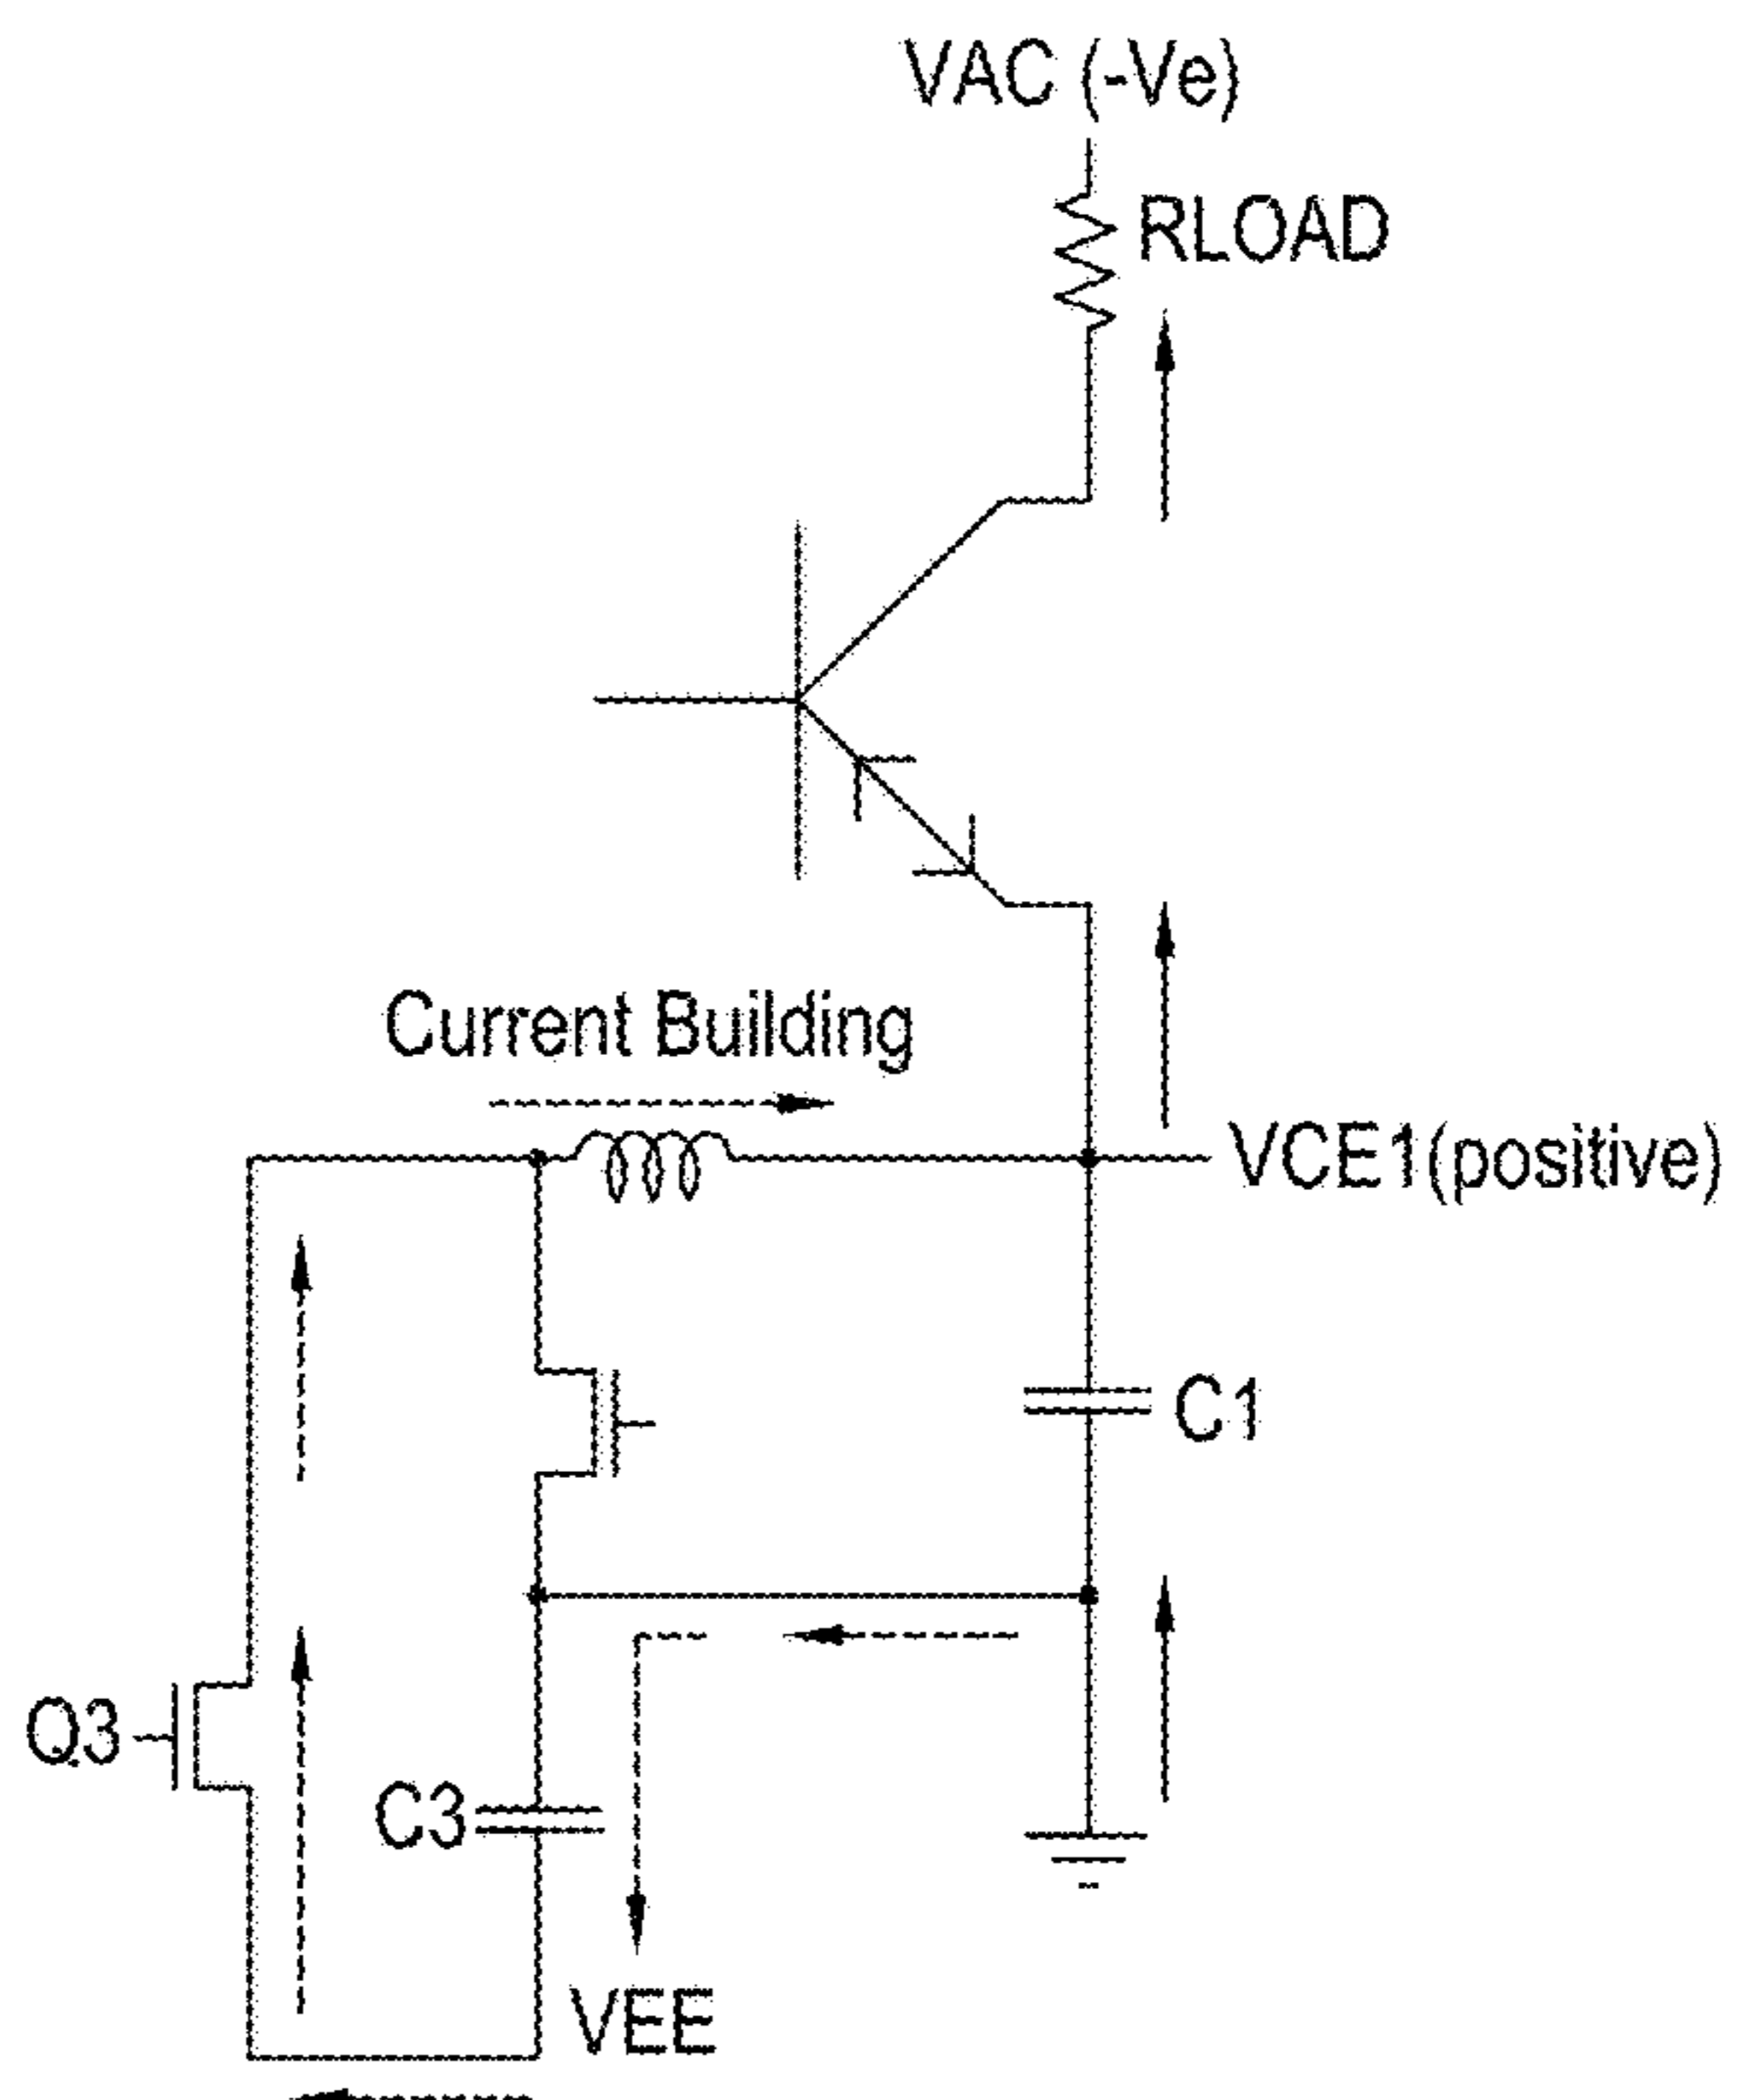 VAC (-Ve)
RLOAD
Current Building
VCE1(positive)
C1
Q3
C3
VEE